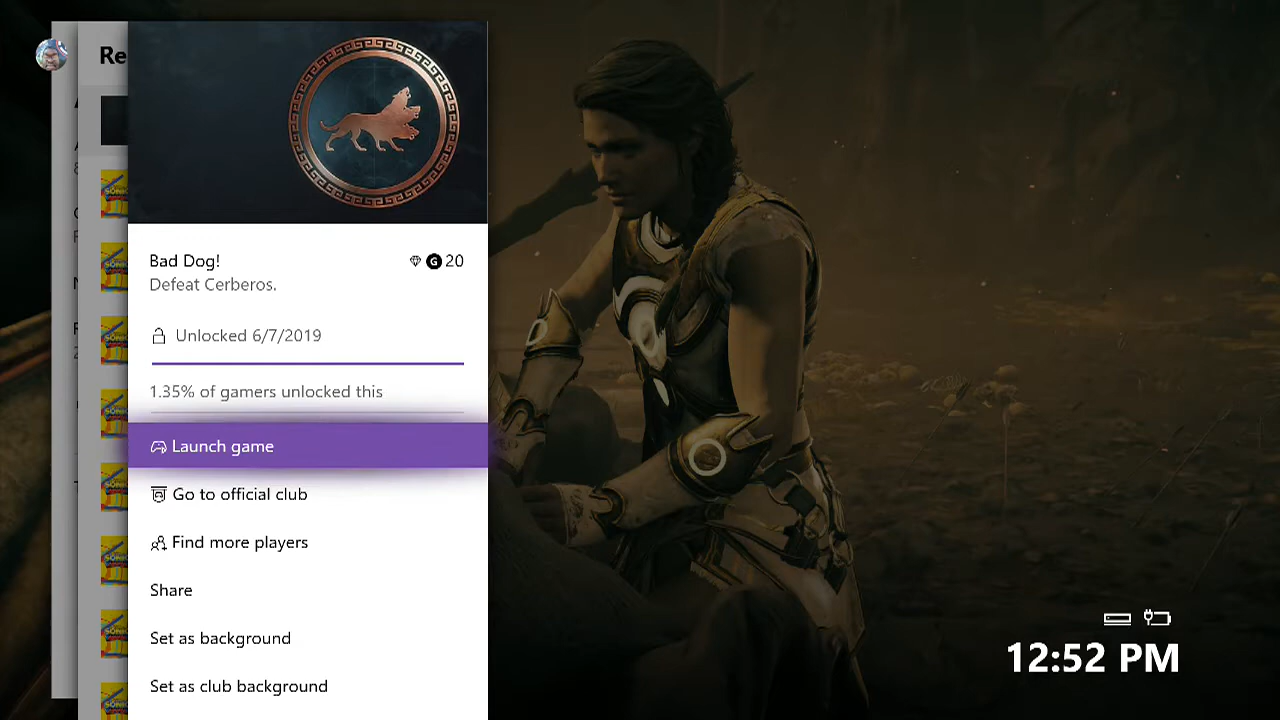 Re
Bad Dog!
G 20
Defeat Cerberos.
Unlocked 6/7/2019
1.35% of gamers unlocked this
Launch game
Go to official club
Find more players
Share
Set as background
Set as club background
12:52 PM